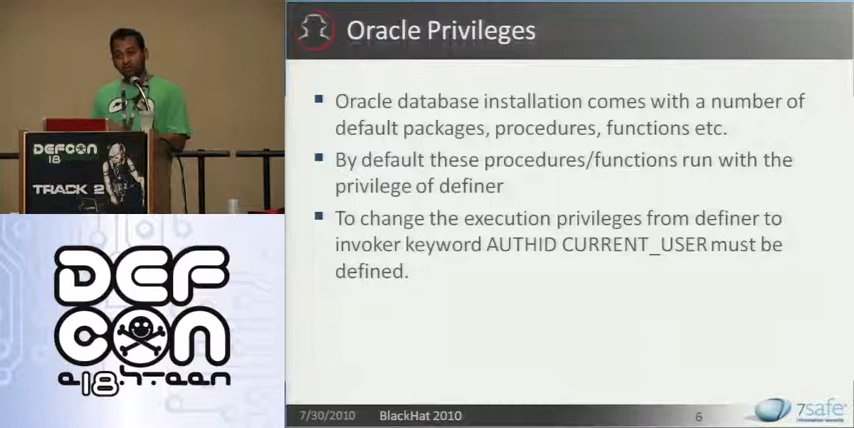 Oracle Privileges
Oracle database installation comes with a number of
default packages, procedures, functions etc.
By default these procedures/functions run with the
privilege of definer
To change the execution privileges from definer to
invoker keyword AUTHID CURRENT_USER must be
defined.
7/30/2010 BlackHat 2010 6
7safe
information security
DEFCON
18
TRACK 2
DEF
CON
e18hteen